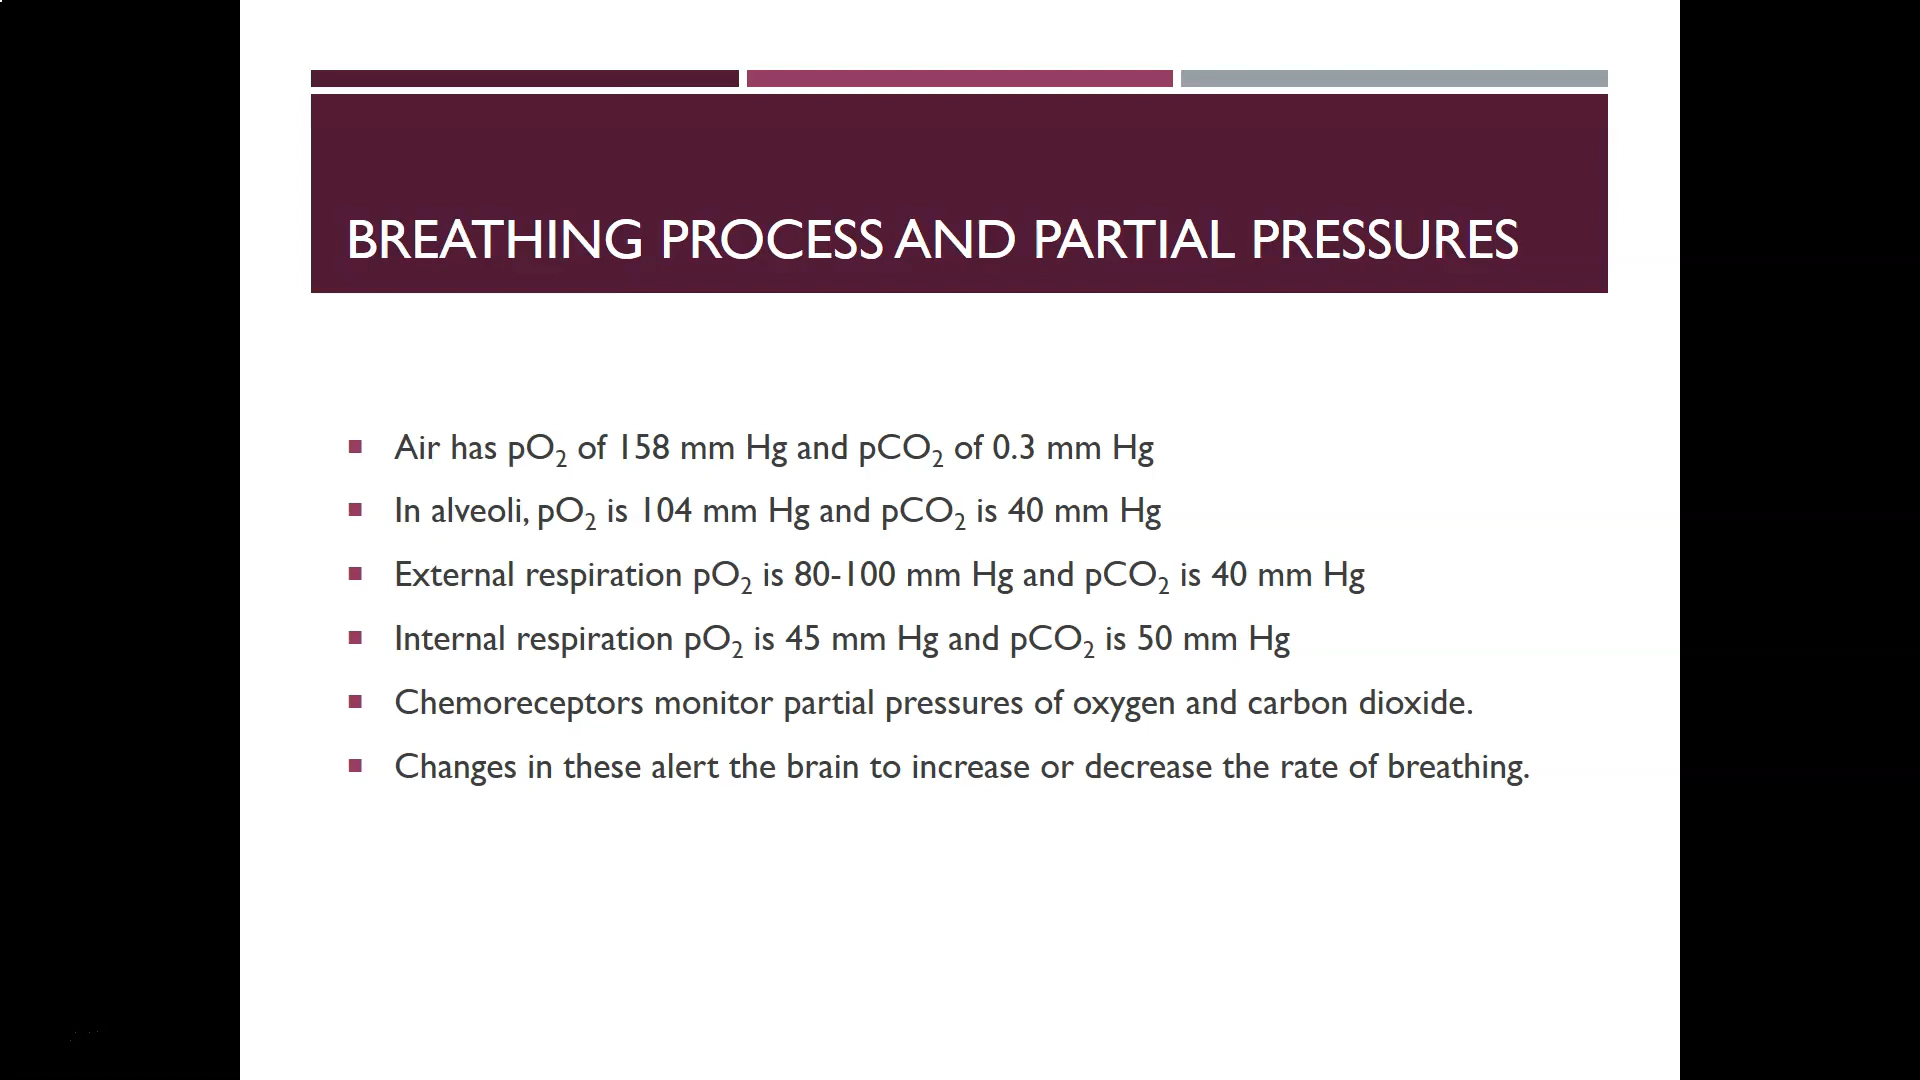 BREATHING PROCESS AND PARTIAL PRESSURES
Air has pO₂ of 158 mm Hg and pCO₂ of 0.3 mm Hg
In alveoli, pO₂ is 104 mm Hg and pCO₂ is 40 mm Hg
External respiration pO₂ is 80-100 mm Hg and pCO₂ is 40 mm Hg
Internal respiration pO₂ is 45 mm Hg and pCO₂ is 50 mm Hg
Chemoreceptors monitor partial pressures of oxygen and carbon dioxide.
Changes in these alert the brain to increase or decrease the rate of breathing.